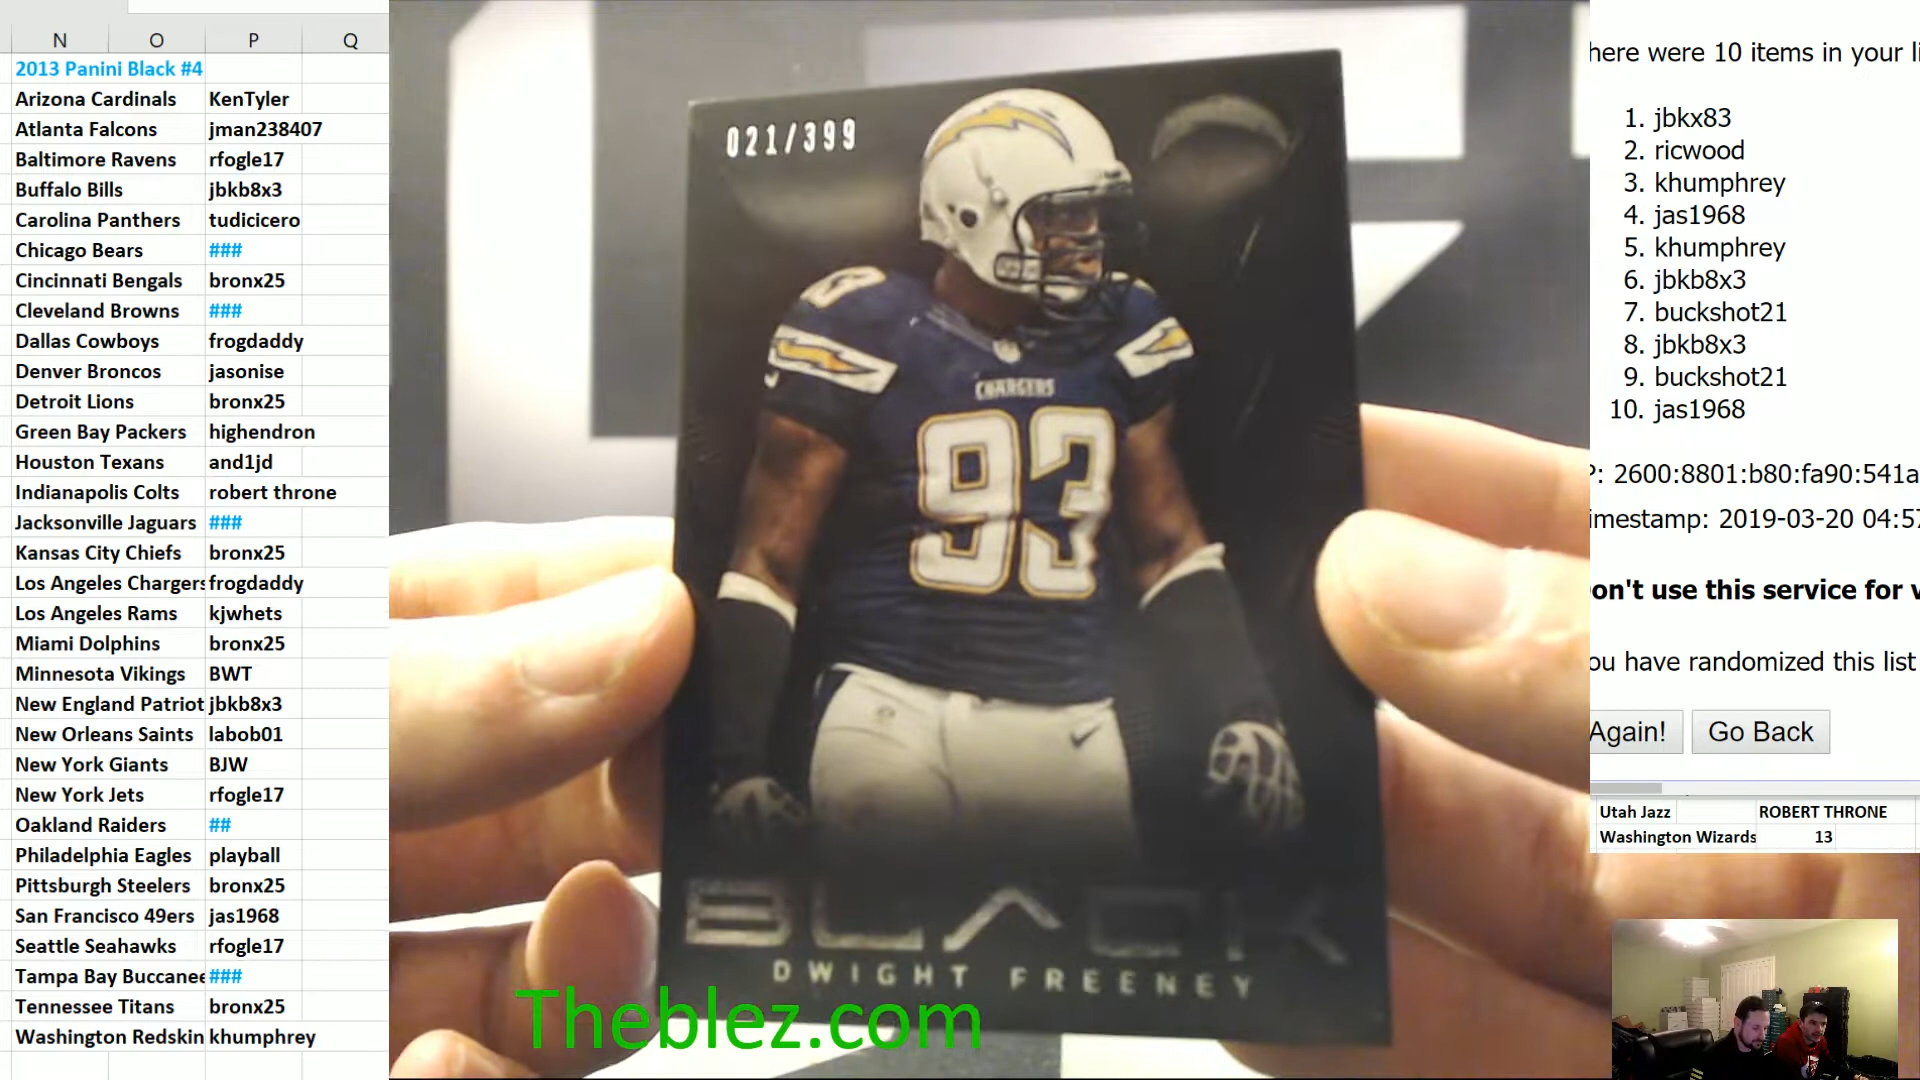 N O P Q
2013 Panini Black #4
Arizona Cardinals KenTyler
Atlanta Falcons jman238407
Baltimore Ravens rfogle17
Buffalo Bills jbkb8x3
Carolina Panthers tudicicero
Chicago Bears ###
Cincinnati Bengals bronx25
Cleveland Browns ###
Dallas Cowboys frogdaddy
Denver Broncos jasonise
Detroit Lions bronx25
Green Bay Packers highendron
Houston Texans and1jd
Indianapolis Colts robert throne
Jacksonville Jaguars ###
Kansas City Chiefs bronx25
Los Angeles Chargers frogdaddy
Los Angeles Rams kjwhets
Miami Dolphins bronx25
Minnesota Vikings BWT
New England Patriot jbkb8x3
New Orleans Saints labob01
New York Giants BJW
New York Jets rfogle17
Oakland Raiders ##
Philadelphia Eagles playball
Pittsburgh Steelers bronx25
San Francisco 49ers jas1968
Seattle Seahawks rfogle17
Tampa Bay Buccanee ###
Tennessee Titans bronx25
Washington Redskin khumphrey
021/399
CHARGERS
93
BLACK
DWIGHT FREENEY
Theblez.com
here were 10 items in your li
1. jbkx83
2. ricwood
3. khumphrey
4. jas1968
5. khumphrey
6. jbkb8x3
7. buckshot21
8. jbkb8x3
9. buckshot21
10. jas1968
P: 2600:8801:b80:fa90:541a
imestamp: 2019-03-20 04:57
on't use this service for v
ou have randomized this list
Again! Go Back
Utah Jazz ROBERT THRONE
Washington Wizards 13